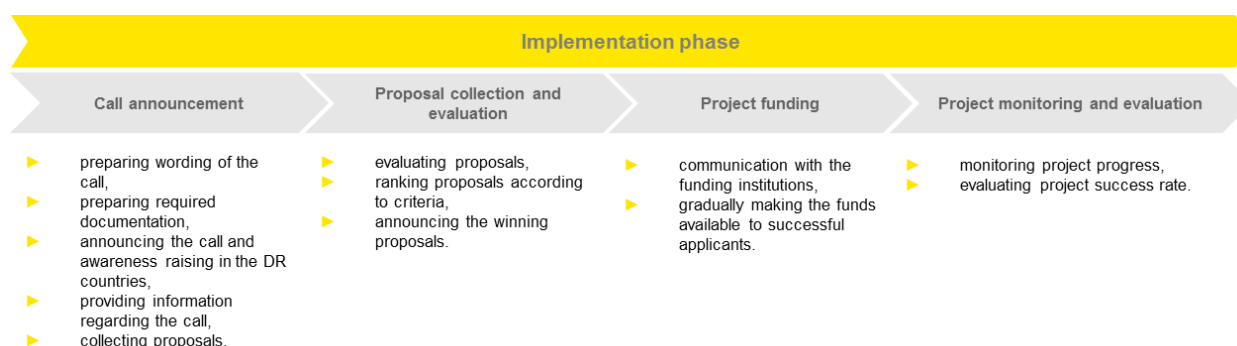 Implementation phase
Call announcement
Proposal collection and
evaluation
Project funding
Project monitoring and evaluation
preparing wording of the
call,
preparing required
documentation,
announcing the call and
awareness raising in the DR
countries,
providing information
regarding the call,
collecting proposals.
evaluating proposals,
ranking proposals according
to criteria,
announcing the winning
proposals.
communication with the
funding institutions,
gradually making the funds
available to successful
applicants.
monitoring project progress,
evaluating project success rate.